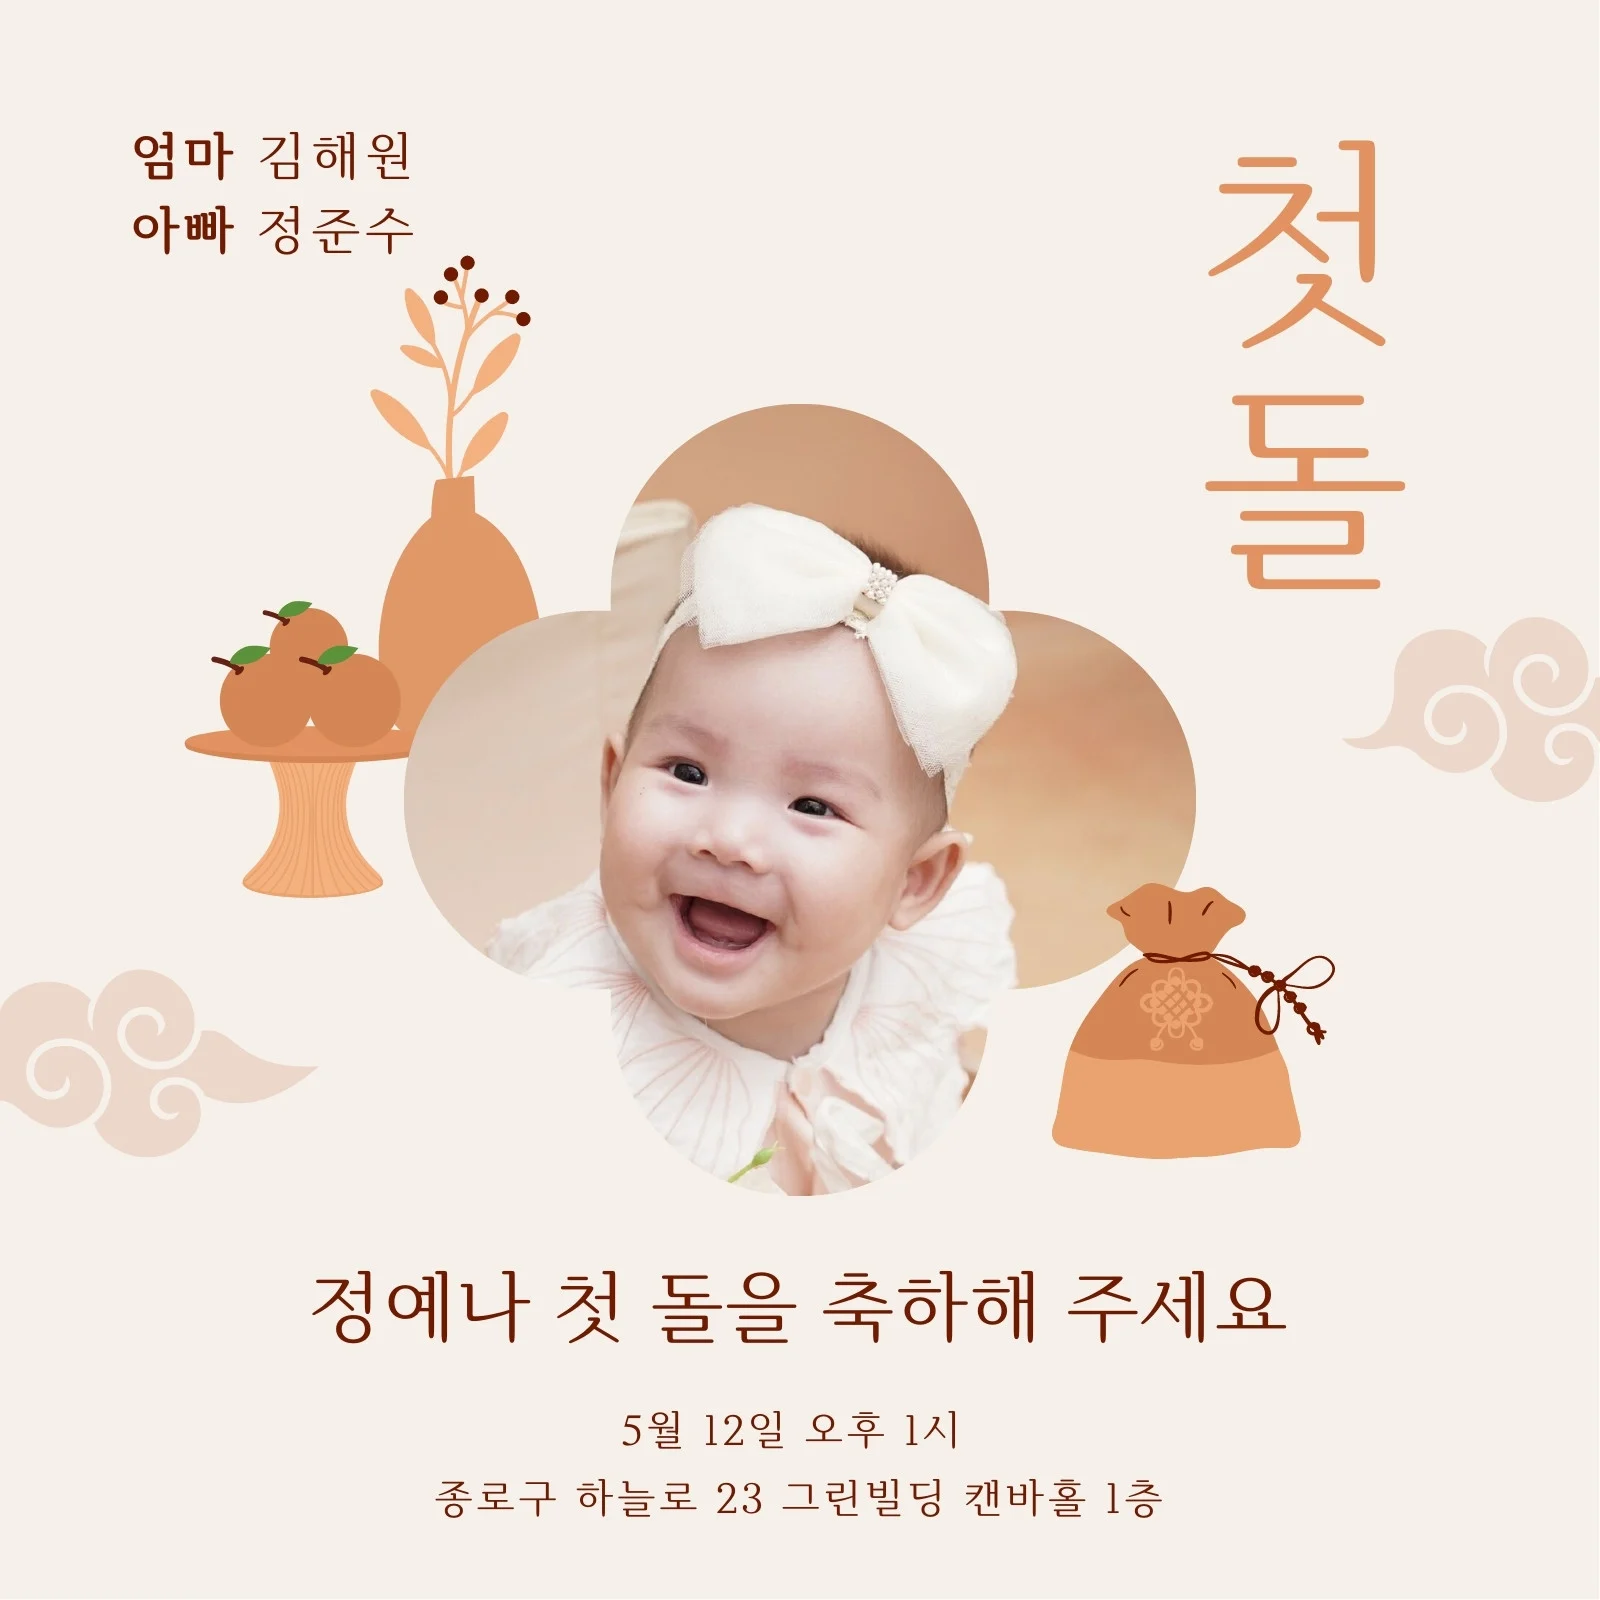 엄마 김해원
아빠 정준수
첫
돌
정예나 첫 돌을 축하해 주세요
5월 12일 오후 1시
종로구 하늘로 23 그린빌딩 캔바홀 1층